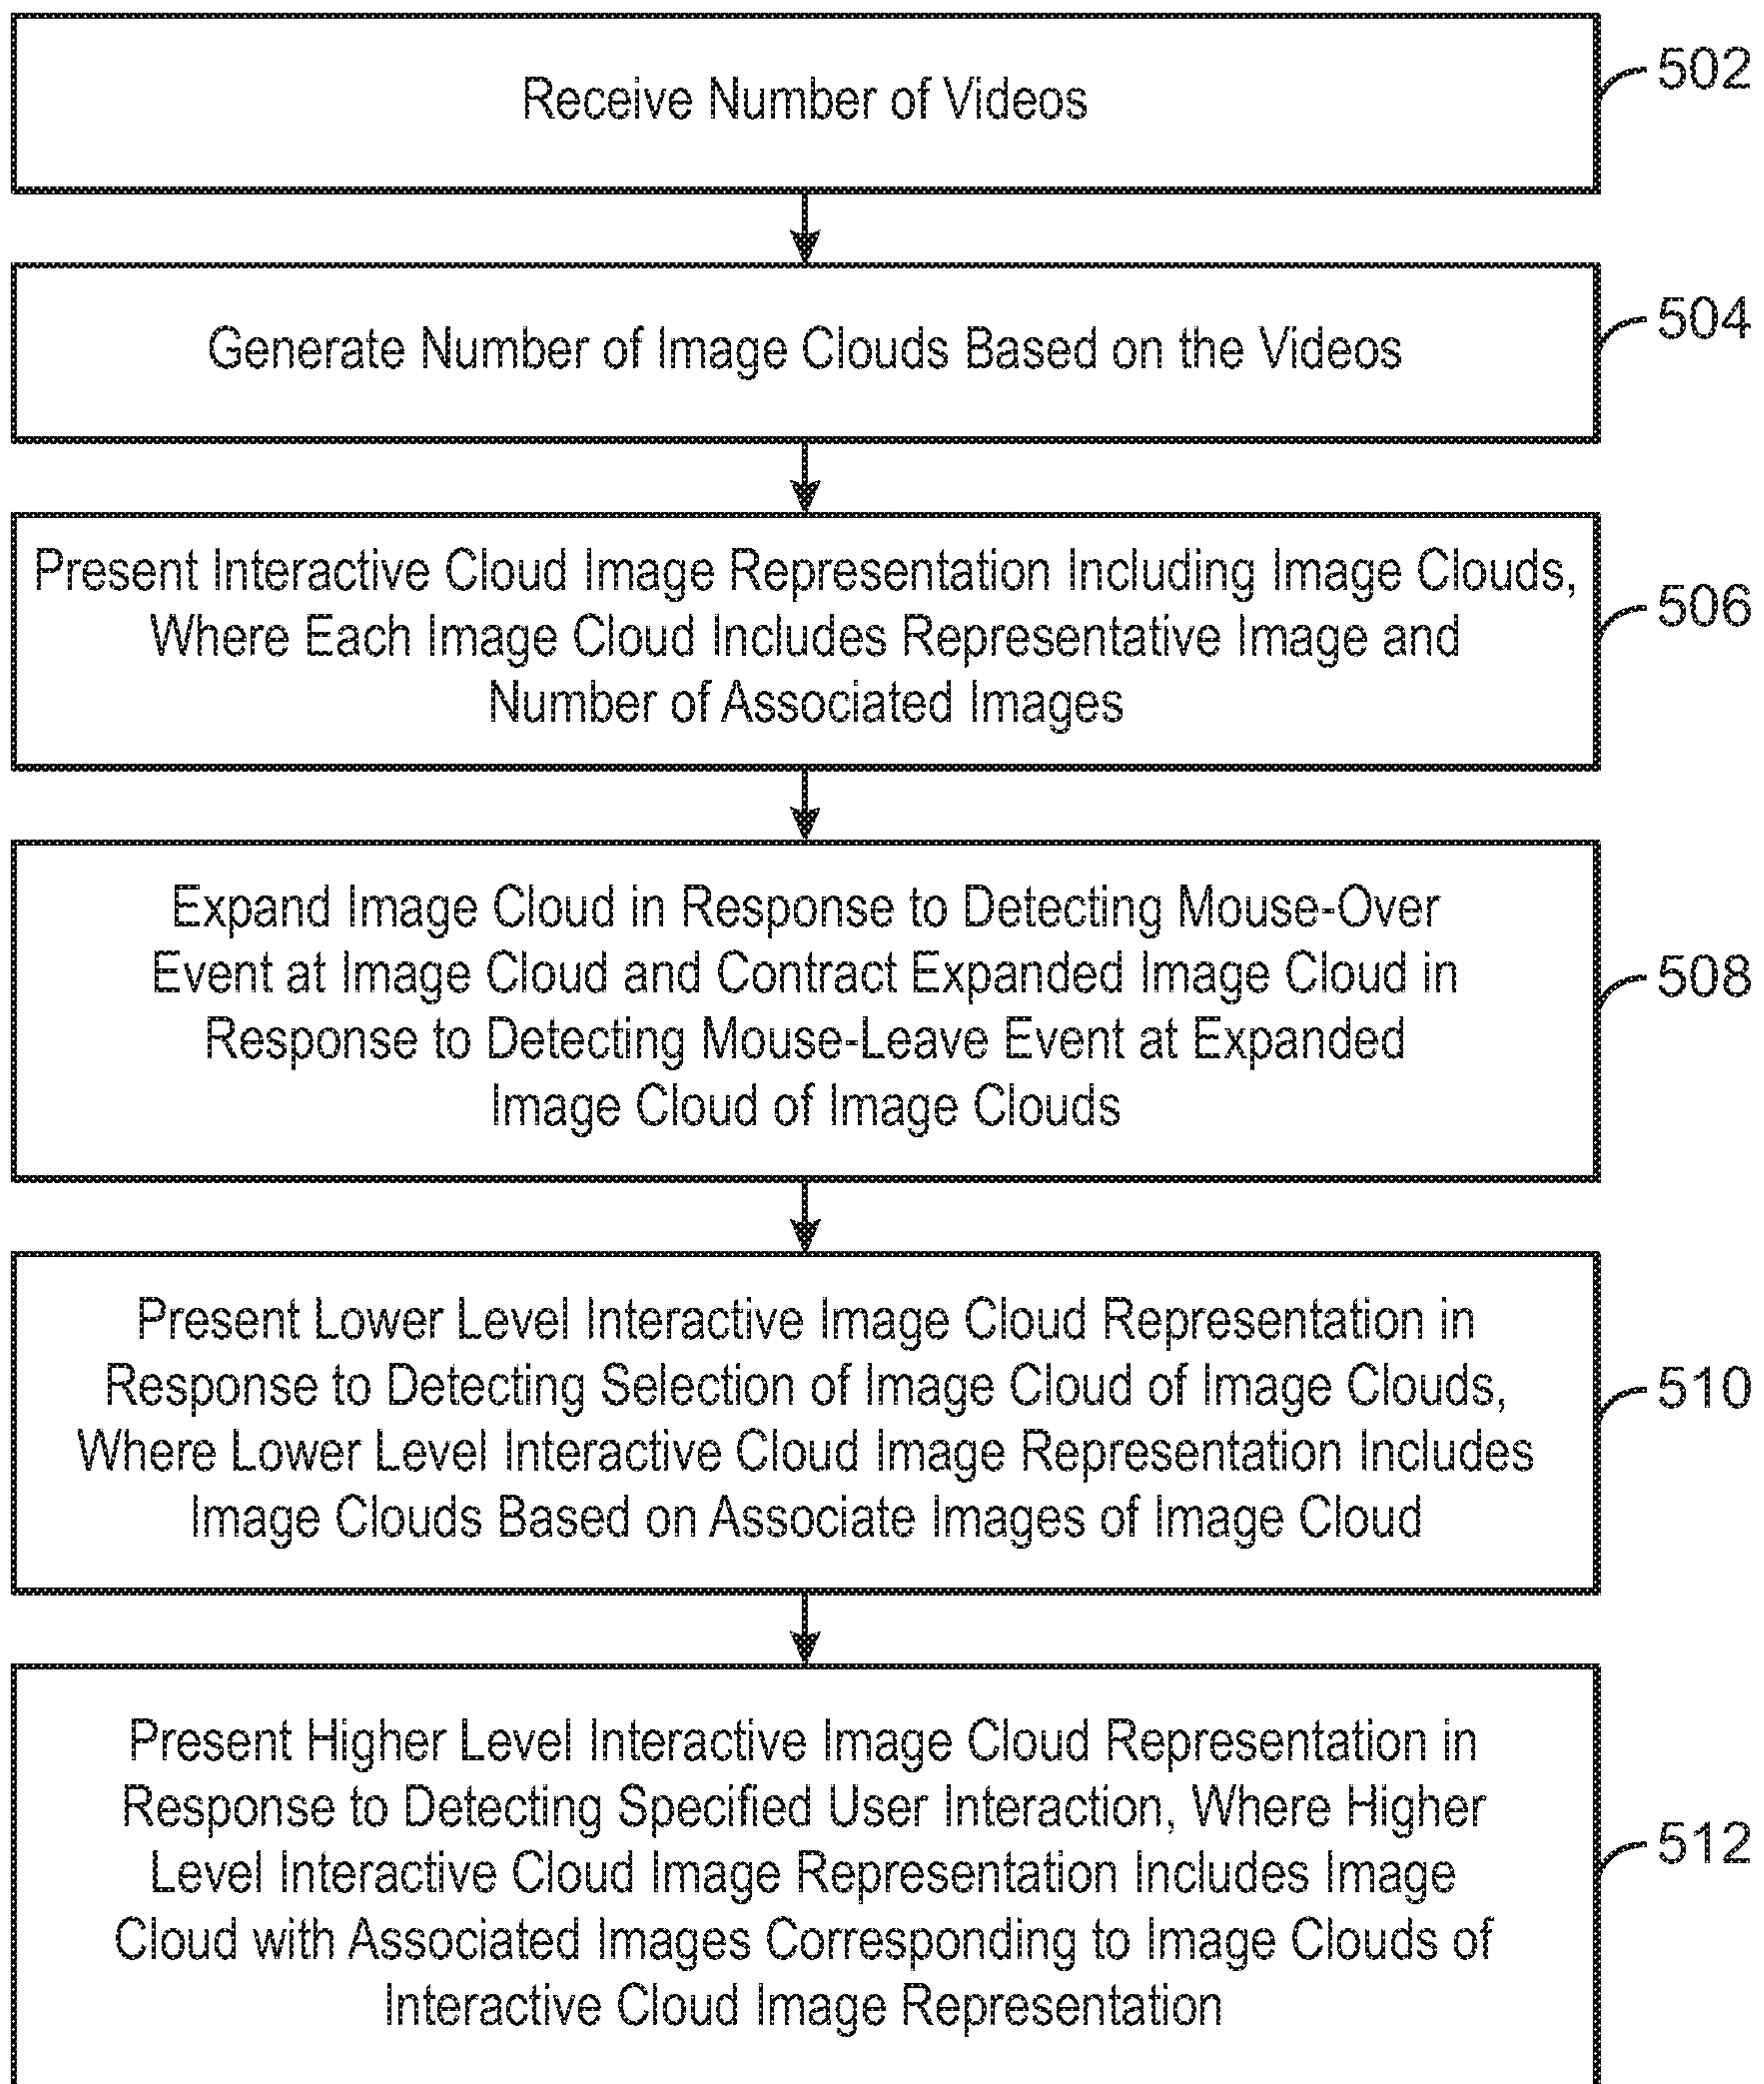 Receive Number of Videos
502
Generate Number of Image Clouds Based on the Videos
504
Present Interactive Cloud Image Representation Including Image Clouds,
Where Each Image Cloud Includes Representative Image and
Number of Associated Images
506
Expand Image Cloud in Response to Detecting Mouse-Over
Event at Image Cloud and Contract Expanded Image Cloud in
Response to Detecting Mouse-Leave Event at Expanded
Image Cloud of Image Clouds
508
Present Lower Level Interactive Image Cloud Representation in
Response to Detecting Selection of Image Cloud of Image Clouds,
Where Lower Level Interactive Cloud Image Representation Includes
Image Clouds Based on Associate Images of Image Cloud
510
Present Higher Level Interactive Image Cloud Representation in
Response to Detecting Specified User Interaction, Where Higher
Level Interactive Cloud Image Representation Includes Image
Cloud with Associated Images Corresponding to Image Clouds of
Interactive Cloud Image Representation
512